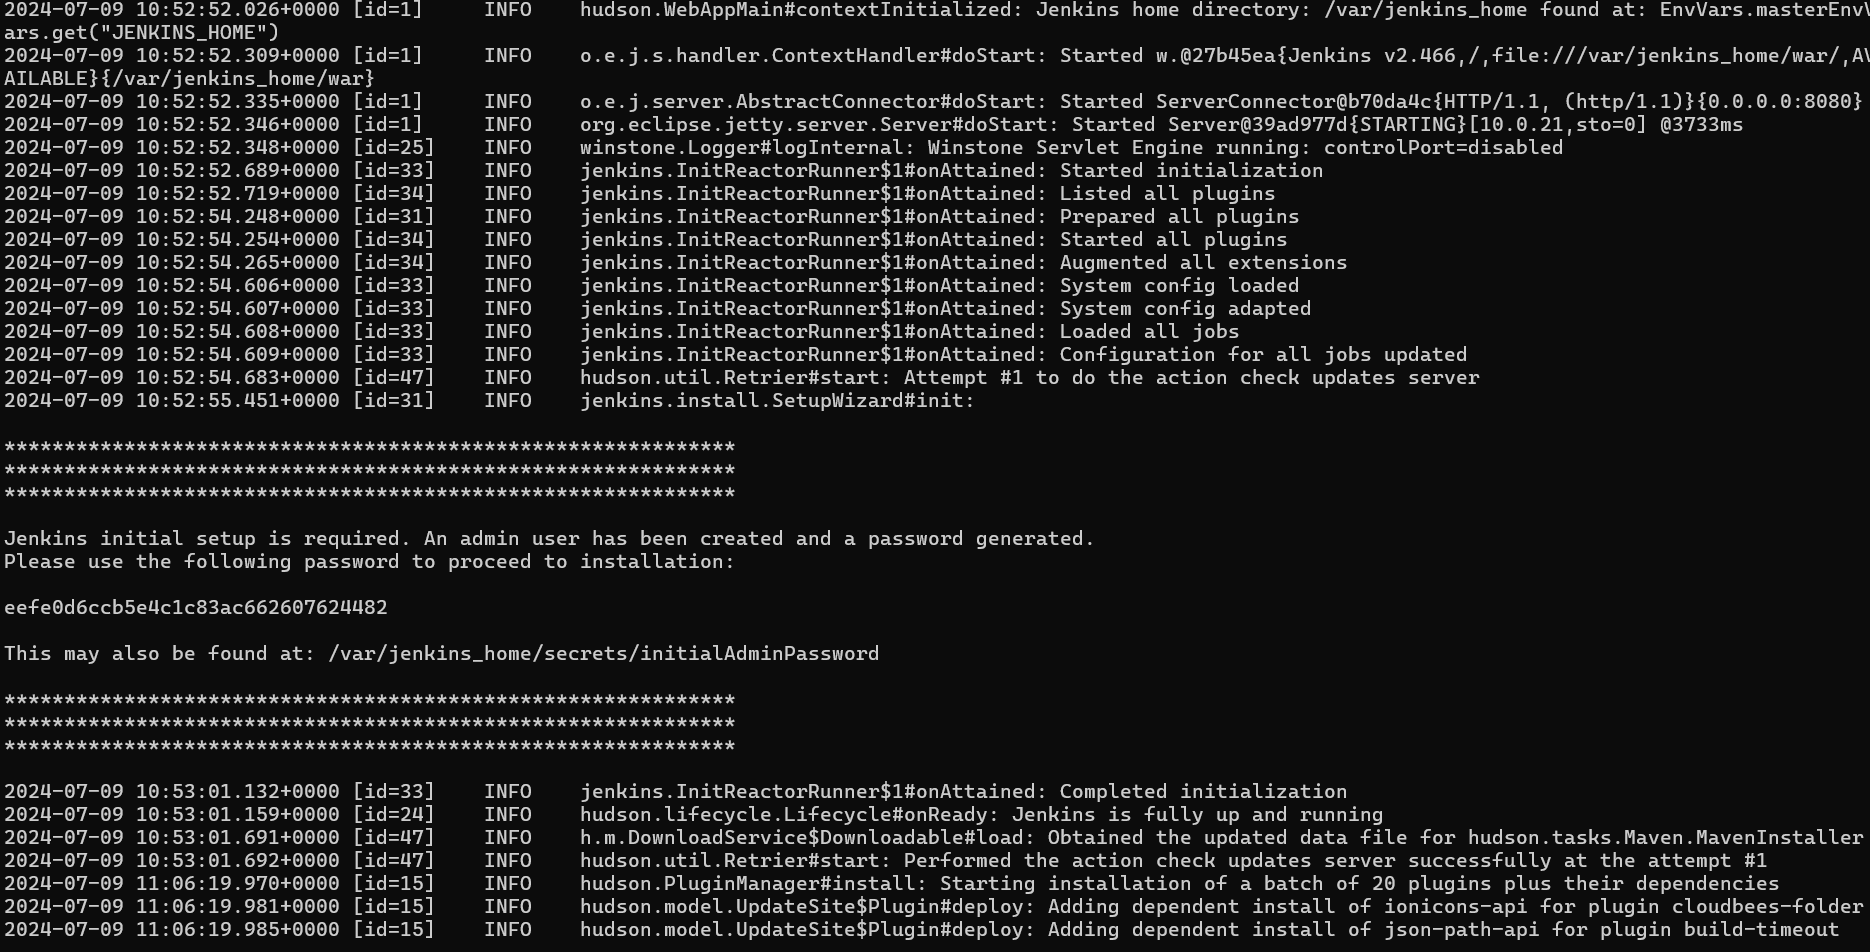 2024-07-09 10:52:52.026+0000 [id=1]     INFO    hudson.WebAppMain#contextInitialized: Jenkins home directory: /var/jenkins_home found at: EnvVars.masterEnvV
ars.get("JENKINS_HOME")
2024-07-09 10:52:52.309+0000 [id=1]     INFO    o.e.j.s.handler.ContextHandler#doStart: Started w.@27b45ea{Jenkins v2.466,/,file:///var/jenkins_home/war/,AV
AILABLE}{/var/jenkins_home/war}
2024-07-09 10:52:52.335+0000 [id=1]     INFO    o.e.j.server.AbstractConnector#doStart: Started ServerConnector@b70da4c{HTTP/1.1, (http/1.1)}{0.0.0.0:8080}
2024-07-09 10:52:52.346+0000 [id=1]     INFO    org.eclipse.jetty.server.Server#doStart: Started Server@39ad977d{STARTING}[10.0.21,sto=0] @3733ms
2024-07-09 10:52:52.348+0000 [id=25]    INFO    winstone.Logger#logInternal: Winstone Servlet Engine running: controlPort=disabled
2024-07-09 10:52:52.689+0000 [id=33]    INFO    jenkins.InitReactorRunner$1#onAttained: Started initialization
2024-07-09 10:52:52.719+0000 [id=34]    INFO    jenkins.InitReactorRunner$1#onAttained: Listed all plugins
2024-07-09 10:52:54.248+0000 [id=31]    INFO    jenkins.InitReactorRunner$1#onAttained: Prepared all plugins
2024-07-09 10:52:54.254+0000 [id=34]    INFO    jenkins.InitReactorRunner$1#onAttained: Started all plugins
2024-07-09 10:52:54.265+0000 [id=34]    INFO    jenkins.InitReactorRunner$1#onAttained: Augmented all extensions
2024-07-09 10:52:54.606+0000 [id=33]    INFO    jenkins.InitReactorRunner$1#onAttained: System config loaded
2024-07-09 10:52:54.607+0000 [id=33]    INFO    jenkins.InitReactorRunner$1#onAttained: System config adapted
2024-07-09 10:52:54.608+0000 [id=33]    INFO    jenkins.InitReactorRunner$1#onAttained: Loaded all jobs
2024-07-09 10:52:54.609+0000 [id=33]    INFO    jenkins.InitReactorRunner$1#onAttained: Configuration for all jobs updated
2024-07-09 10:52:54.683+0000 [id=47]    INFO    hudson.util.Retrier#start: Attempt #1 to do the action check updates server
2024-07-09 10:52:55.451+0000 [id=31]    INFO    jenkins.install.SetupWizard#init:
*************************************************************
*************************************************************
*************************************************************
Jenkins initial setup is required. An admin user has been created and a password generated.
Please use the following password to proceed to installation:
eefe0d6ccb5e4c1c83ac662607624482
This may also be found at: /var/jenkins_home/secrets/initialAdminPassword
*************************************************************
*************************************************************
*************************************************************
2024-07-09 10:53:01.132+0000 [id=33]    INFO    jenkins.InitReactorRunner$1#onAttained: Completed initialization
2024-07-09 10:53:01.159+0000 [id=24]    INFO    hudson.lifecycle.Lifecycle#onReady: Jenkins is fully up and running
2024-07-09 10:53:01.691+0000 [id=47]    INFO    h.m.DownloadService$Downloadable#load: Obtained the updated data file for hudson.tasks.Maven.MavenInstaller
2024-07-09 10:53:01.692+0000 [id=47]    INFO    hudson.util.Retrier#start: Performed the action check updates server successfully at the attempt #1
2024-07-09 11:06:19.970+0000 [id=15]    INFO    hudson.PluginManager#install: Starting installation of a batch of 20 plugins plus their dependencies
2024-07-09 11:06:19.981+0000 [id=15]    INFO    hudson.model.UpdateSite$Plugin#deploy: Adding dependent install of ionicons-api for plugin cloudbees-folder
2024-07-09 11:06:19.985+0000 [id=15]    INFO    hudson.model.UpdateSite$Plugin#deploy: Adding dependent install of json-path-api for plugin build-timeout